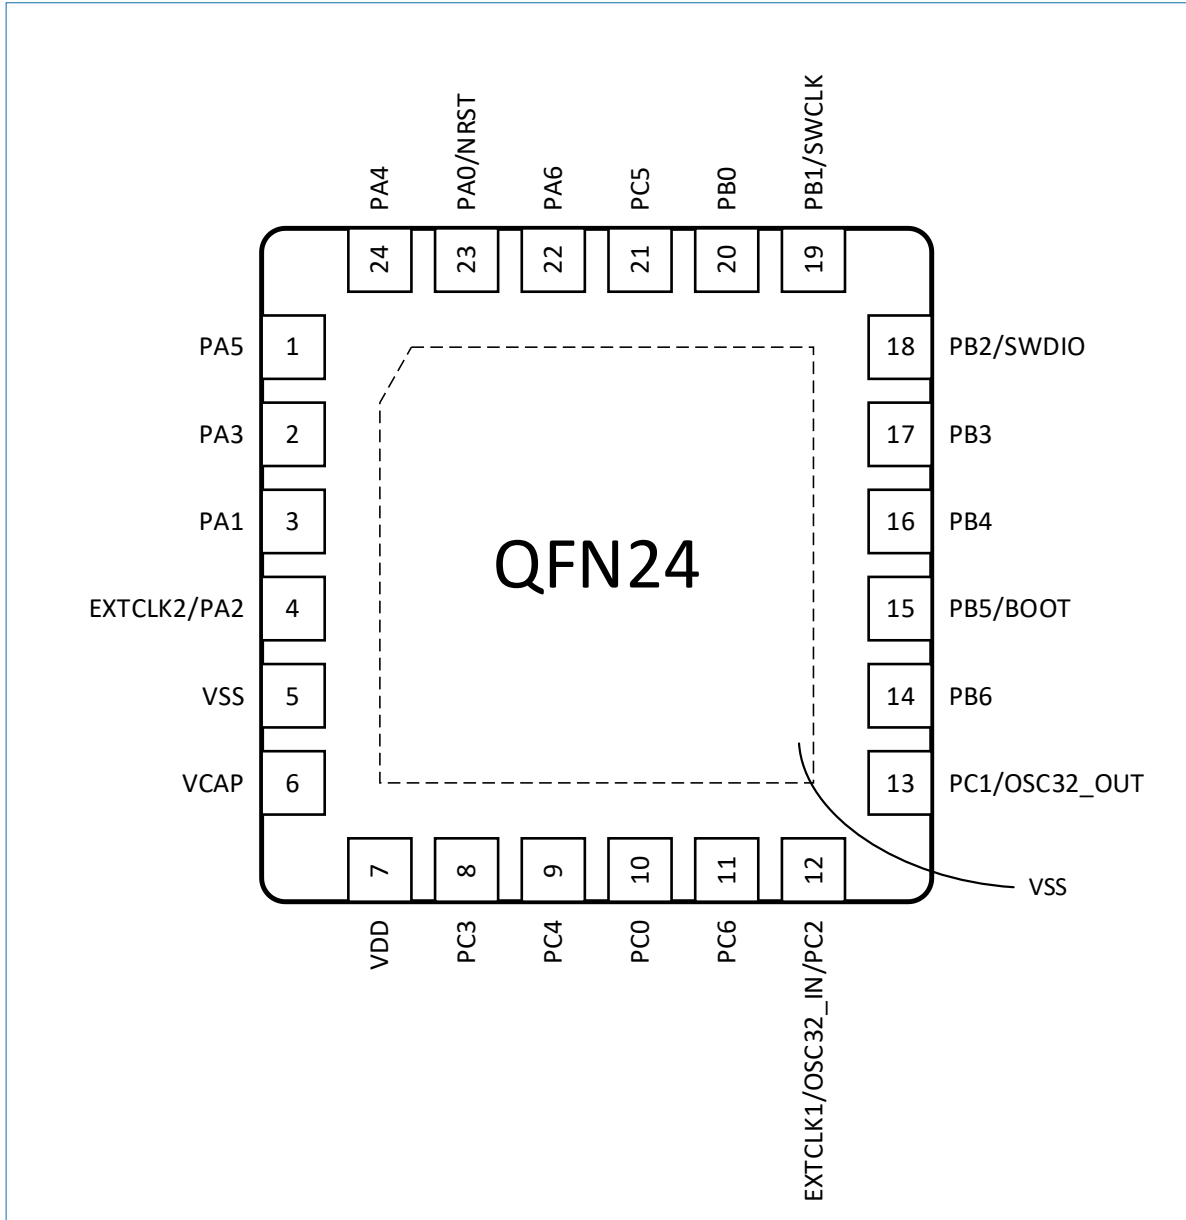 PA4
PA0/NRST
PA6
PC5
PB0
PB1/SWCLK
24
23
22
21
20
19
PA5 1
18 PB2/SWDIO
PA3 2
17 PB3
PA1 3
16 PB4
QFN24
EXTCLK2/PA2 4
15 PB5/BOOT
VSS 5
14 PB6
VCAP 6
13 PC1/OSC32_OUT
7
8
9
10
11
12
VSS
VDD
PC3
PC4
PC0
PC6
EXTCLK1/OSC32_IN/PC2